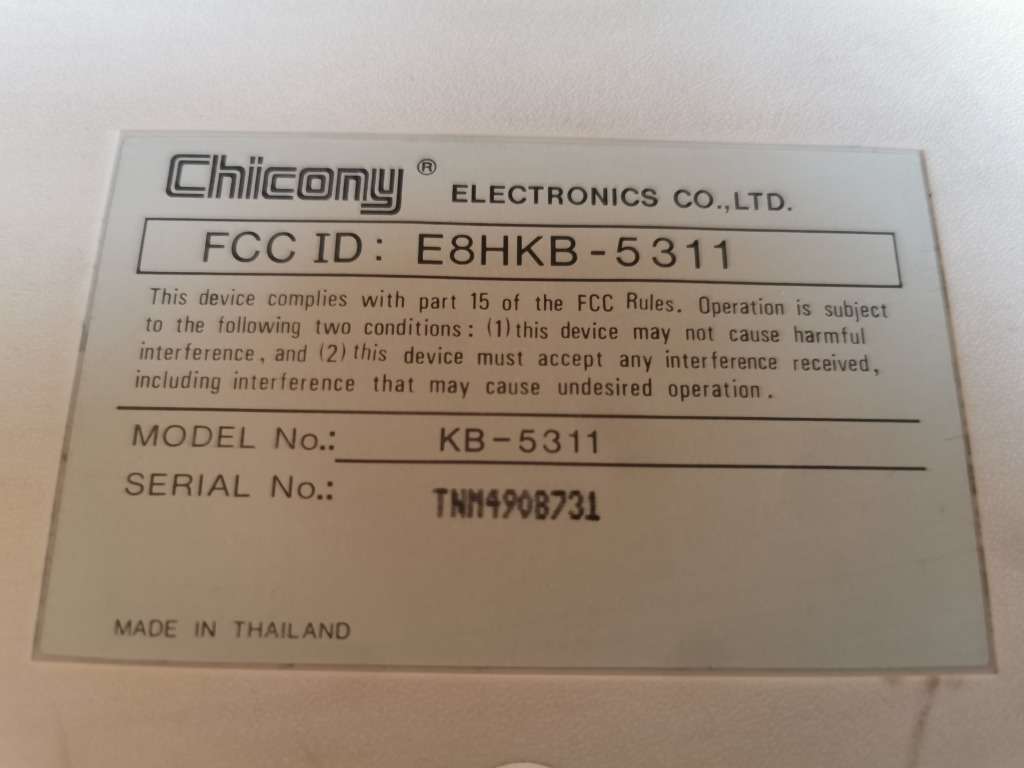 Chicony ® ELECTRONICS CO.,LTD.
FCC ID: E8HKB-5311
This device complies with part 15 of the FCC Rules. Operation is subject
to the following two conditions: (1) this device may not cause harmful
interference, and (2) this device must accept any interference received,
including interference that may cause undesired operation.
MODEL No.: KB-5311
SERIAL No.: TNM4908731
MADE IN THAILAND